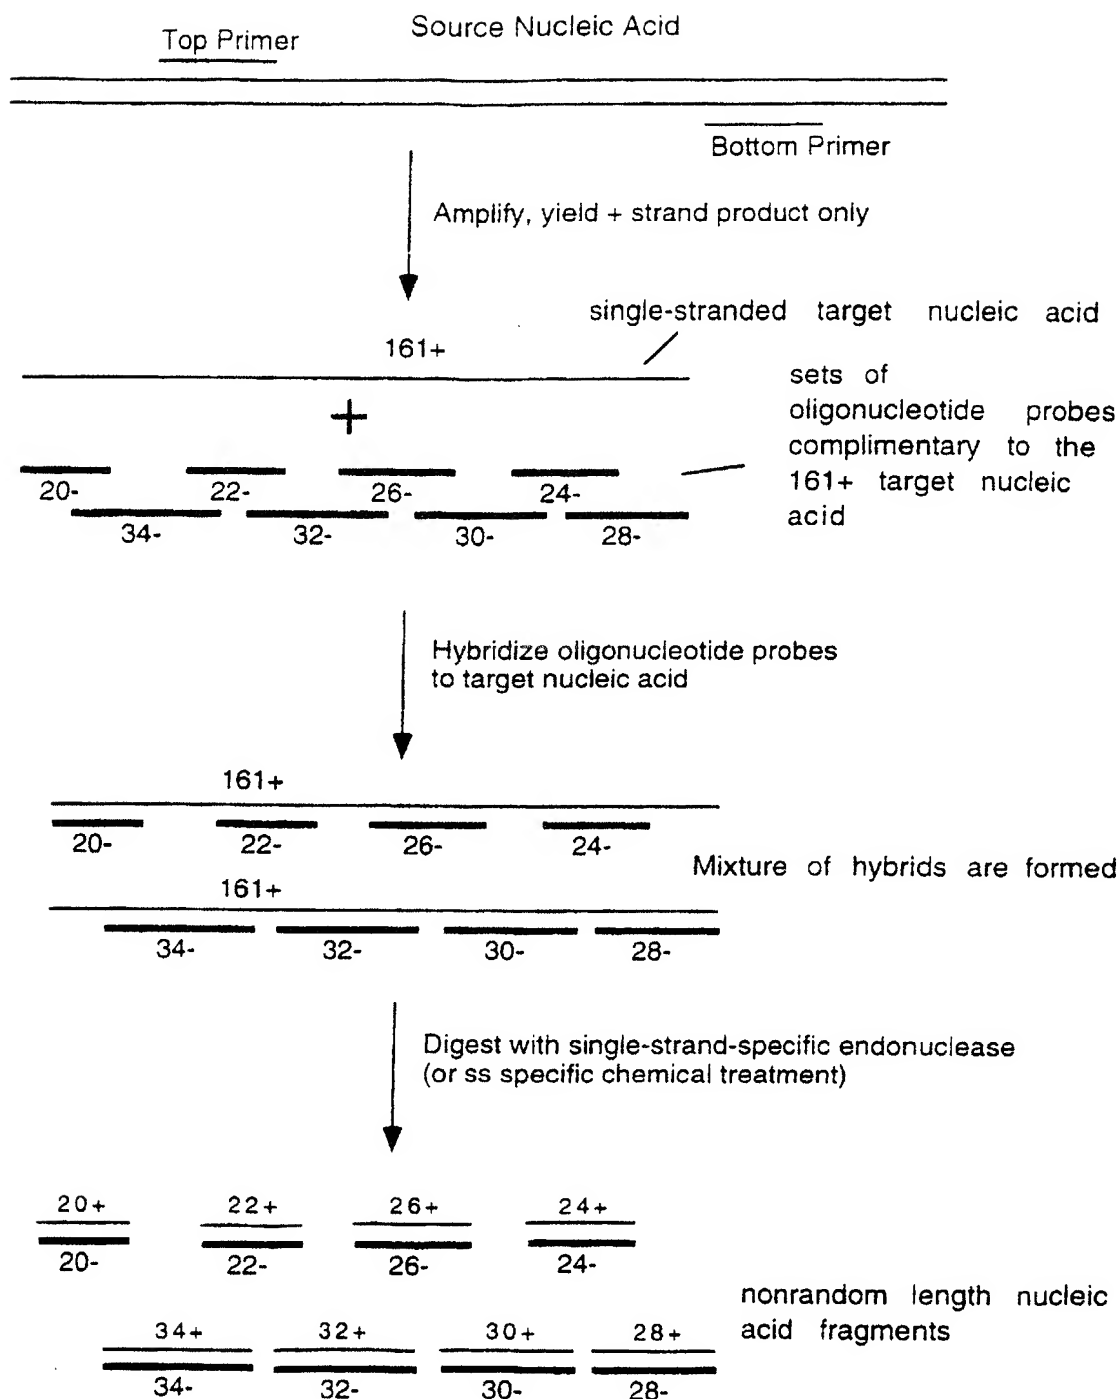 Source Nucleic Acid
Top Primer
Bottom Primer
Amplify, yield + strand product only
single-stranded target nucleic acid
161+
+
sets of
oligonucleotide probes
complimentary to the
161+ target nucleic
acid
20- 22- 26- 24-
34- 32- 30- 28-
Hybridize oligonucleotide probes
to target nucleic acid
161+
20- 22- 26- 24-
Mixture of hybrids are formed
161+
34- 32- 30- 28-
Digest with single-strand-specific endonuclease
(or ss specific chemical treatment)
20+ 22+ 26+ 24+
20- 22- 26- 24-
nonrandom length nucleic
acid fragments
34+ 32+ 30+ 28+
34- 32- 30- 28-